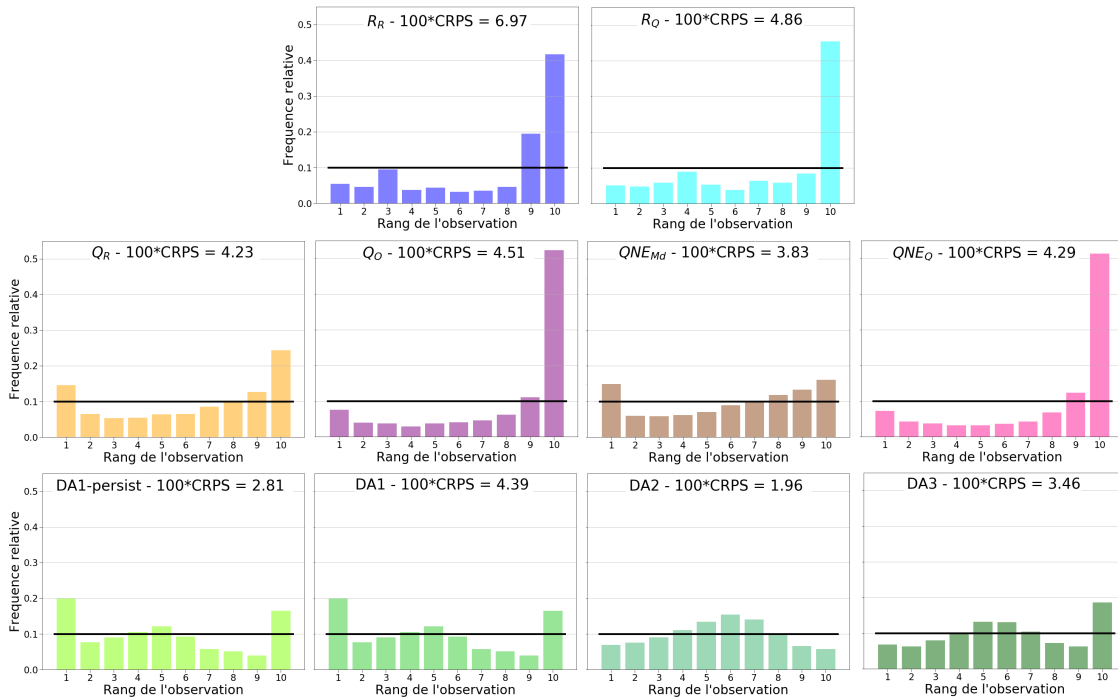 R_R - 100*CRPS = 6.97
R_Q - 100*CRPS = 4.86
Frequence relative
0.5
0.4
0.3
0.2
0.1
0.0
1 2 3 4 5 6 7 8 9 10
1 2 3 4 5 6 7 8 9 10
Rang de l'observation
Rang de l'observation
Q_R - 100*CRPS = 4.23
Q_O - 100*CRPS = 4.51
QNE_Md - 100*CRPS = 3.83
QNE_Q - 100*CRPS = 4.29
Frequence relative
0.5
0.4
0.3
0.2
0.1
0.0
1 2 3 4 5 6 7 8 9 10
1 2 3 4 5 6 7 8 9 10
1 2 3 4 5 6 7 8 9 10
1 2 3 4 5 6 7 8 9 10
Rang de l'observation
Rang de l'observation
Rang de l'observation
Rang de l'observation
DA1-persist - 100*CRPS = 2.81
DA1 - 100*CRPS = 4.39
DA2 - 100*CRPS = 1.96
DA3 - 100*CRPS = 3.46
Frequence relative
0.5
0.4
0.3
0.2
0.1
0.0
1 2 3 4 5 6 7 8 9 10
1 2 3 4 5 6 7 8 9 10
1 2 3 4 5 6 7 8 9 10
1 2 3 4 5 6 7 8 9 10
Rang de l'observation
Rang de l'observation
Rang de l'observation
Rang de l'observation